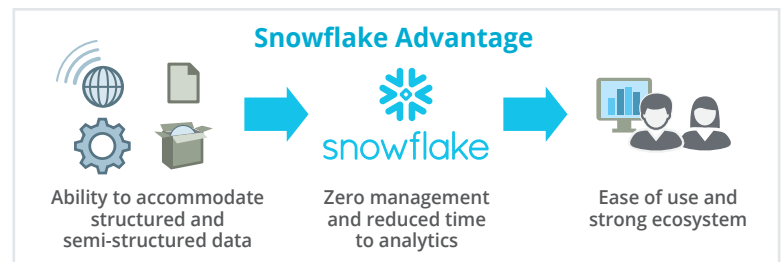 Snowflake Advantage
snowflake
Ability to accommodate
structured and
semi-structured data
Zero management
and reduced time
to analytics
Ease of use and
strong ecosystem